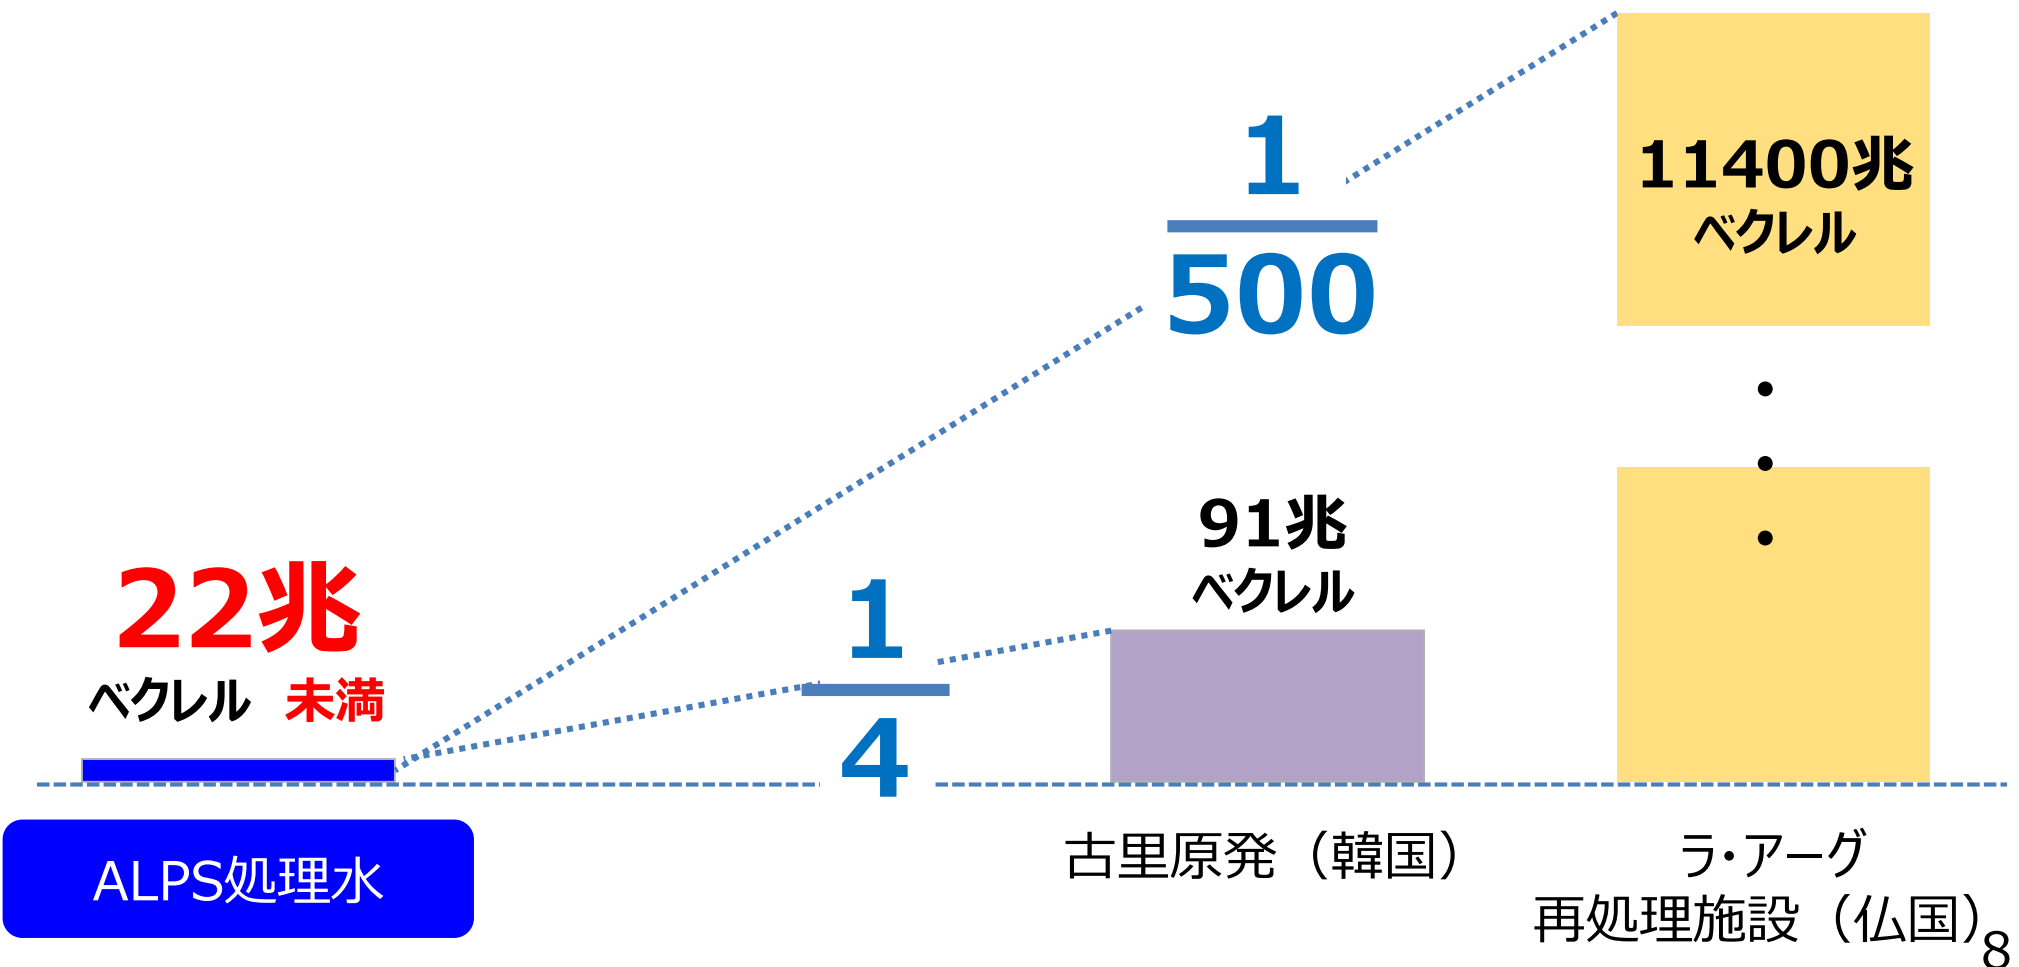 22兆
ベクレル 未満
ALPS処理水
1
4
91兆
ベクレル
古里原発（韓国）
1
500
11400兆
ベクレル
・
・
・
ラ・アーグ
再処理施設（仏国）
8